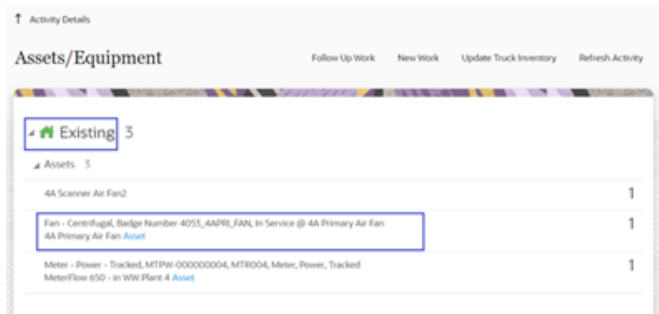 ↑ Activity Details
Assets/Equipment
Follow Up Work New Work Update Truck Inventory Refresh Activity
Existing 3
Assets 3
4A Scanner Air Fan2 1
Fan - Centrifugal, Badge Number 4053_4APRI_FAN, In Service @ 4A Primary Air Fan 1
4A Primary Air Fan Asset
Meter - Power - Tracked, MTPW-000000004, MTR004, Meter, Power, Tracked 1
MeterFlow 650 - in WW Plant 4 Asset